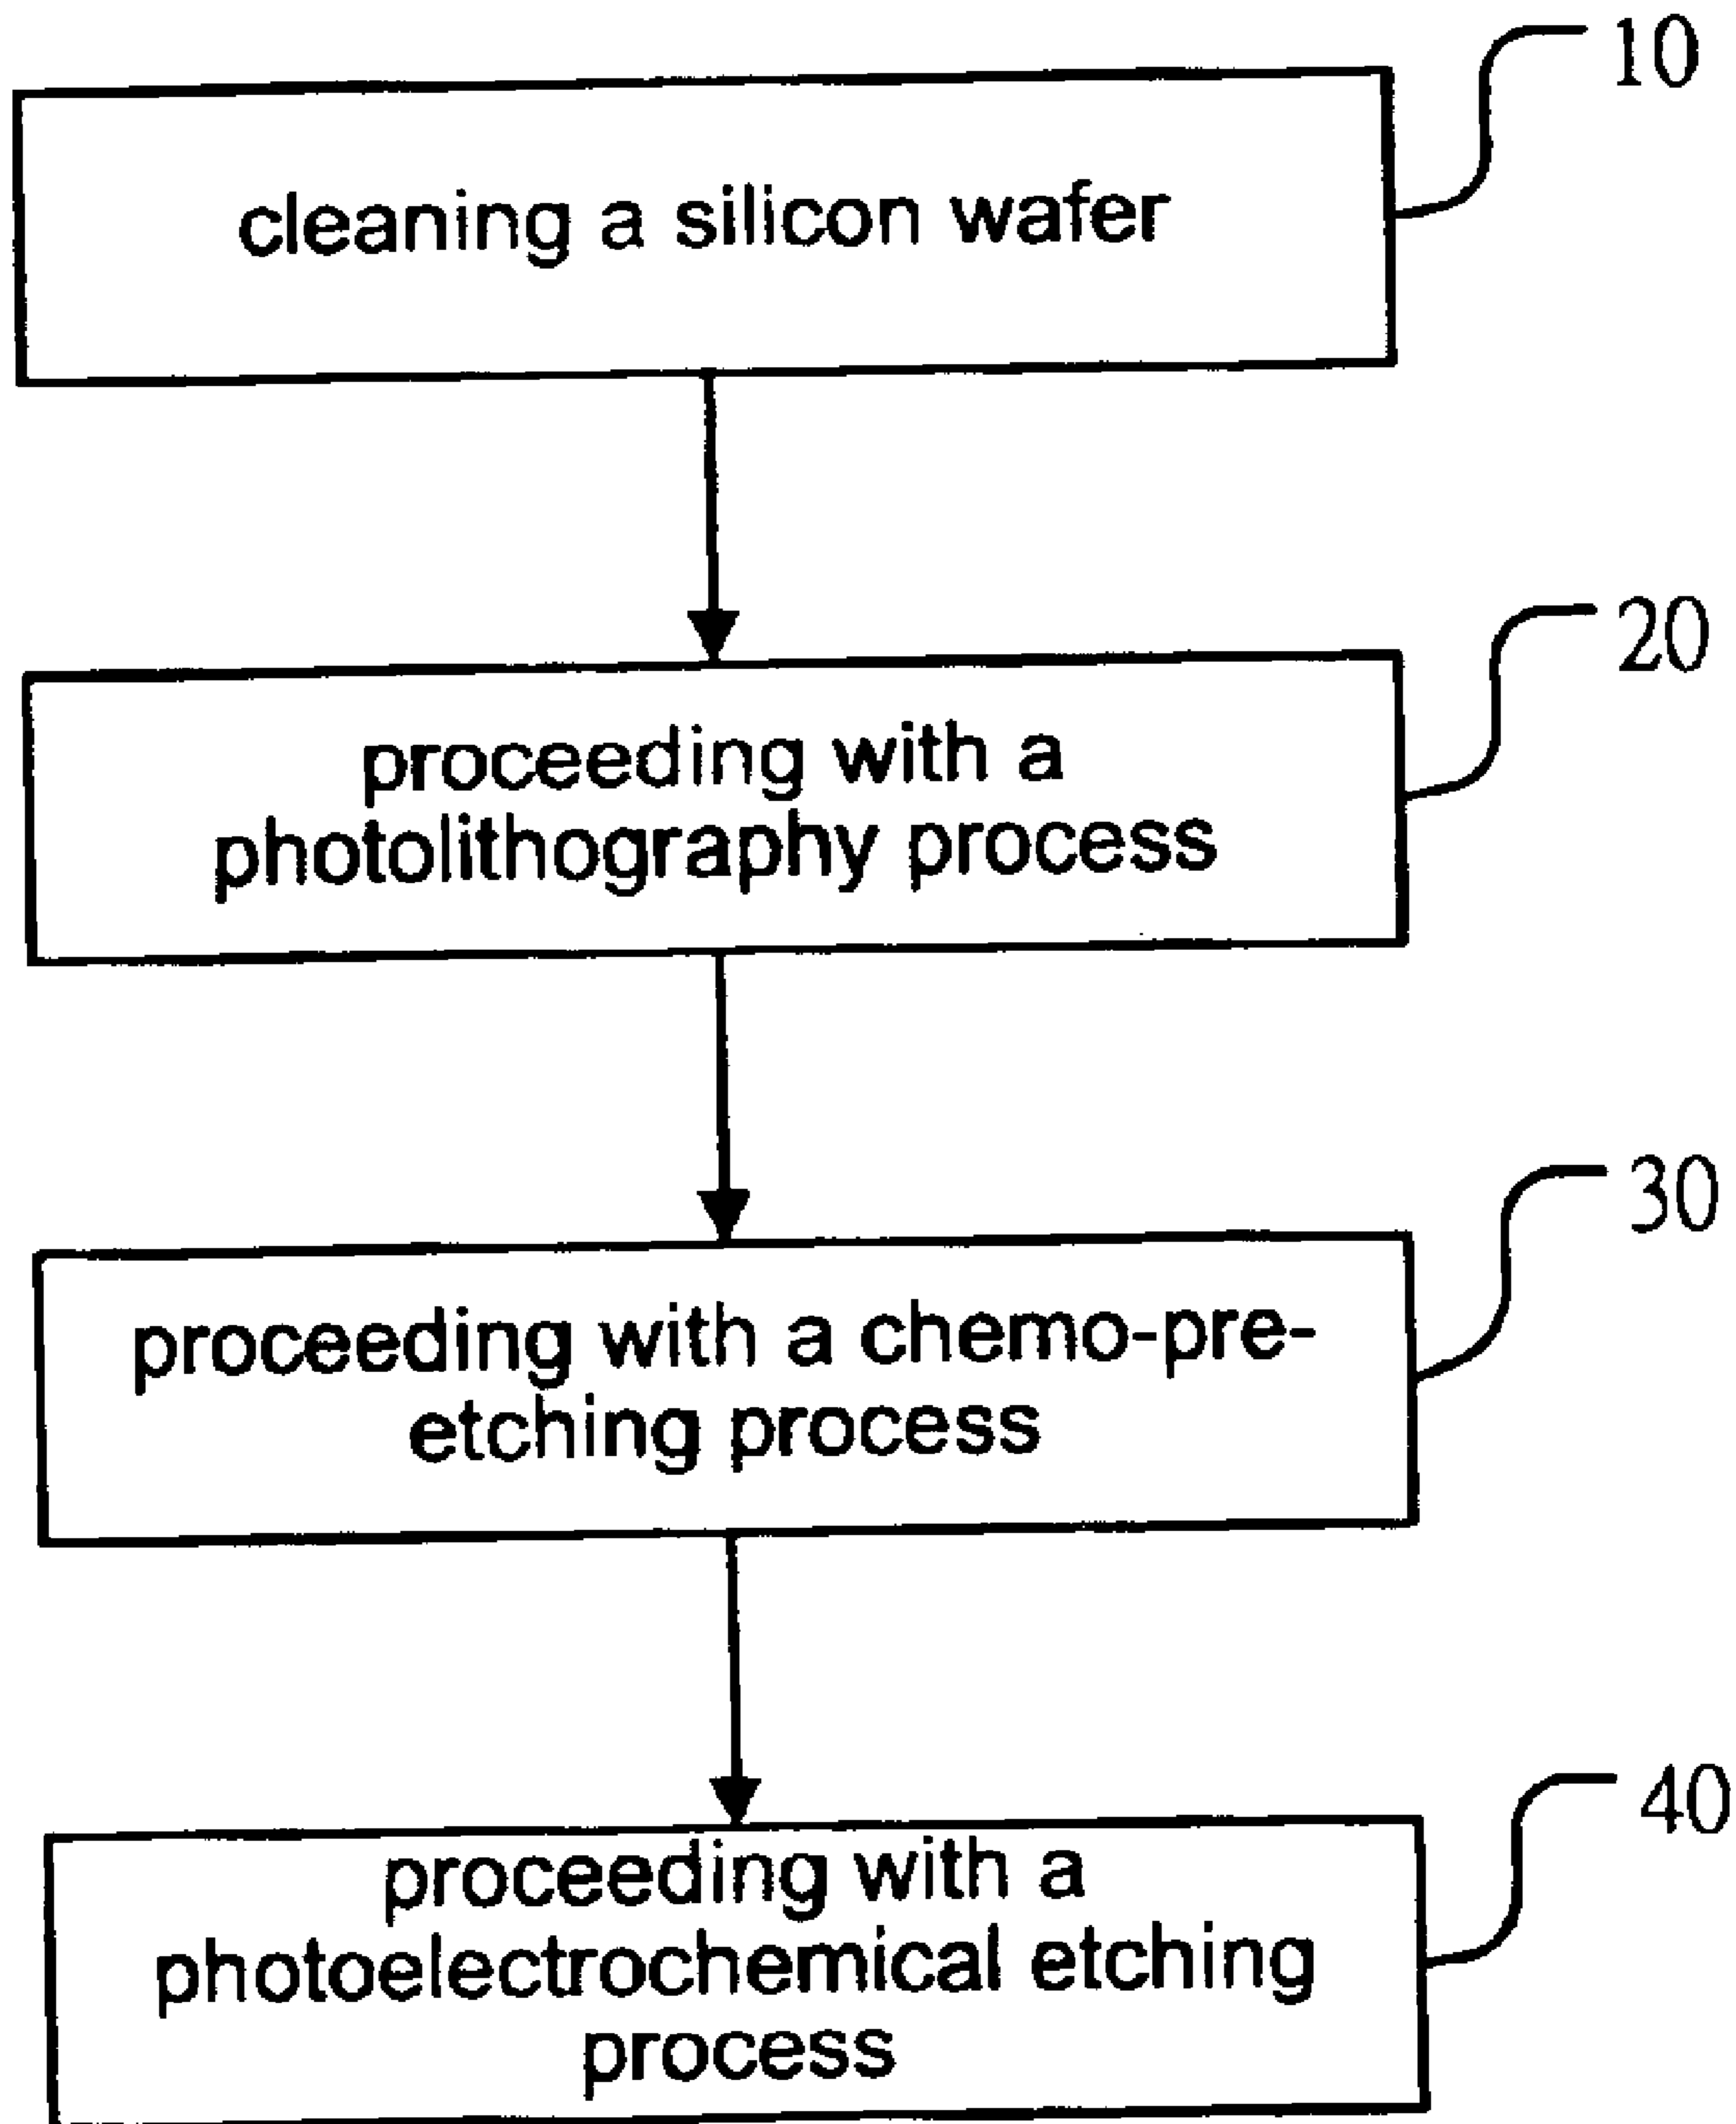 10
cleaning a silicon wafer
20
proceeding with a
photolithography process
30
proceeding with a chemo-pre-
etching process
40
proceeding with a
photoelectrochemical etching
process